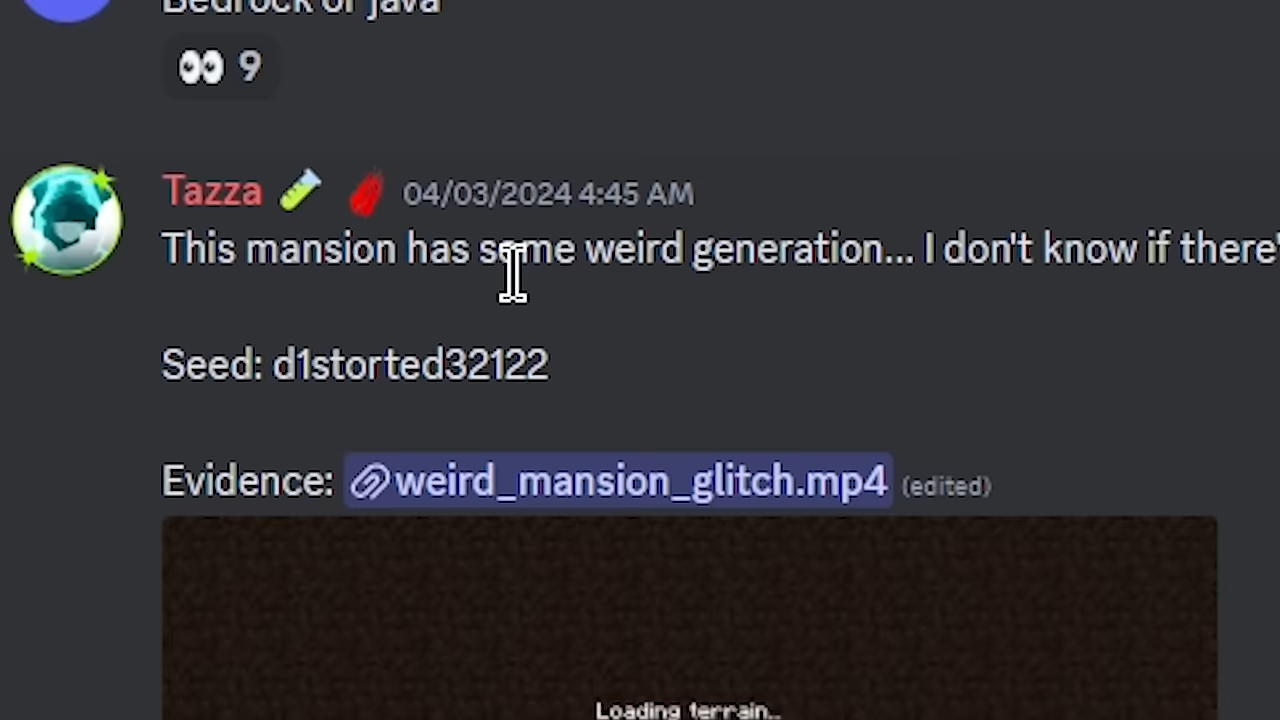 Bedrock or java
9
Tazza 04/03/2024 4:45 AM
This mansion has some weird generation... I don't know if there'
Seed: d1storted32122
Evidence: weird_mansion_glitch.mp4 (edited)
Loading terrain..